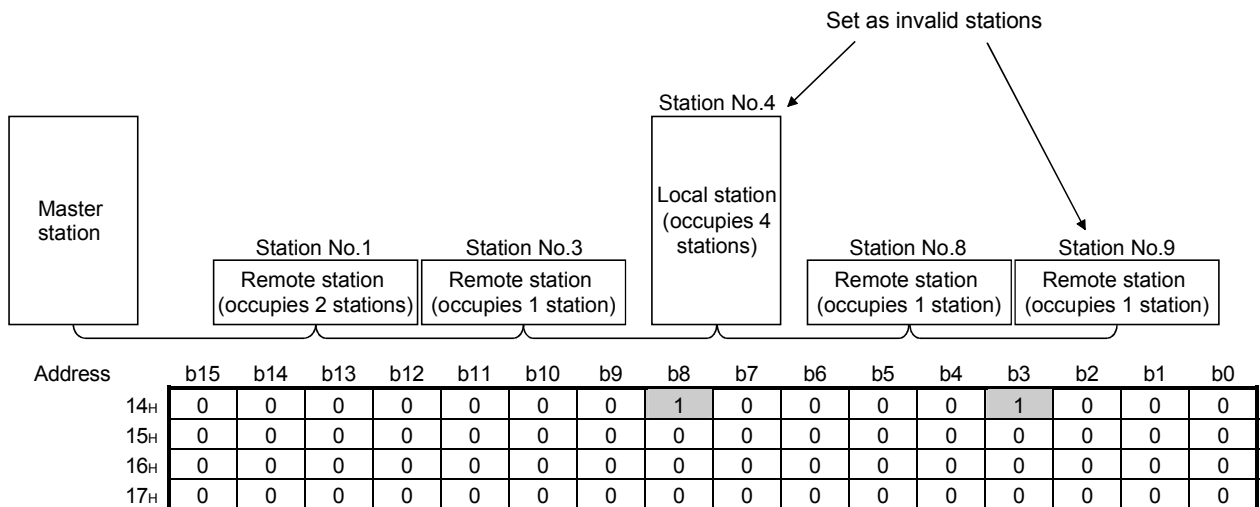 Set as invalid stations
Station No.4
Master
station
Local station
(occupies 4
stations)
Station No.1
Station No.3
Station No.8
Station No.9
Remote station
(occupies 2 stations)
Remote station
(occupies 1 station)
Remote station
(occupies 1 station)
Remote station
(occupies 1 station)
Address b15 b14 b13 b12 b11 b10 b9 b8 b7 b6 b5 b4 b3 b2 b1 b0
14H 0 0 0 0 0 0 0 1 0 0 0 0 1 0 0 0
15H 0 0 0 0 0 0 0 0 0 0 0 0 0 0 0 0
16H 0 0 0 0 0 0 0 0 0 0 0 0 0 0 0 0
17H 0 0 0 0 0 0 0 0 0 0 0 0 0 0 0 0